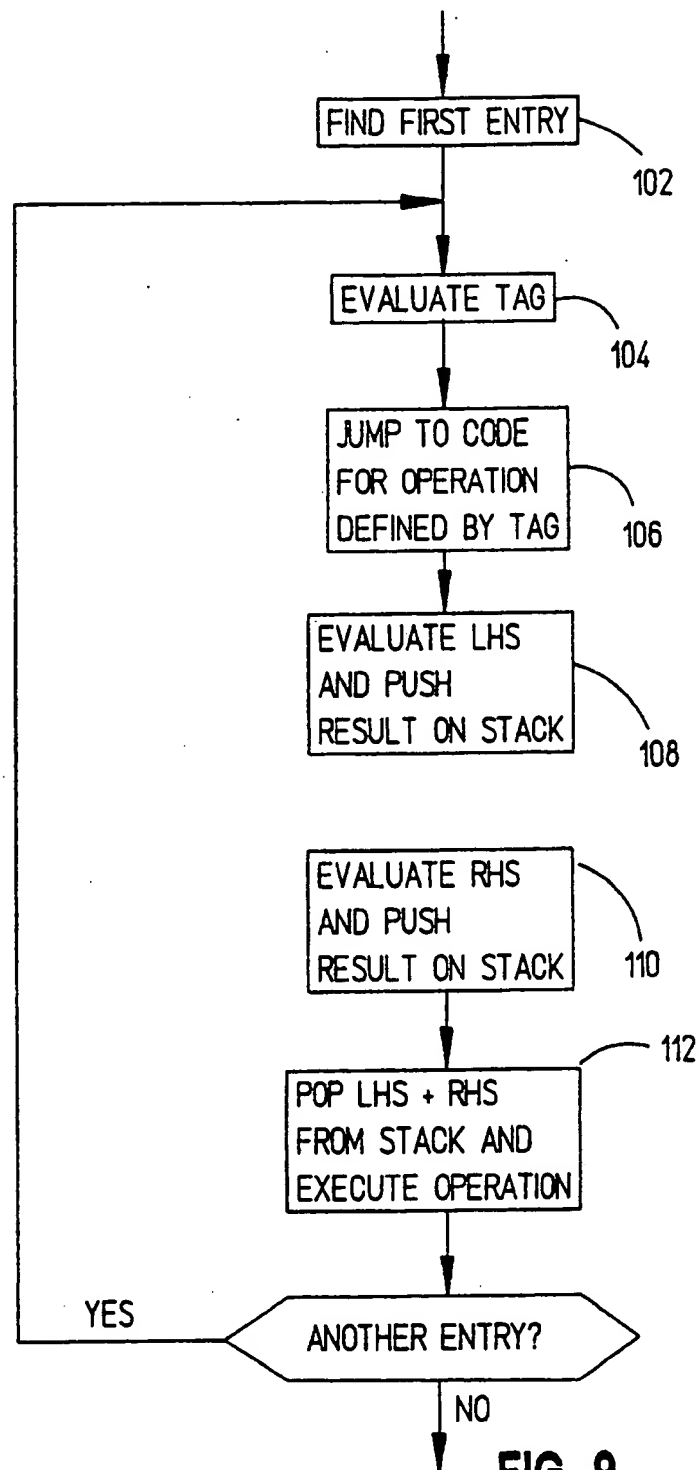 FIND FIRST ENTRY
102
EVALUATE TAG
104
JUMP TO CODE
FOR OPERATION
DEFINED BY TAG
106
EVALUATE LHS
AND PUSH
RESULT ON STACK
108
EVALUATE RHS
AND PUSH
RESULT ON STACK
110
112
POP LHS + RHS
FROM STACK AND
EXECUTE OPERATION
YES
ANOTHER ENTRY?
NO
FIG. 9